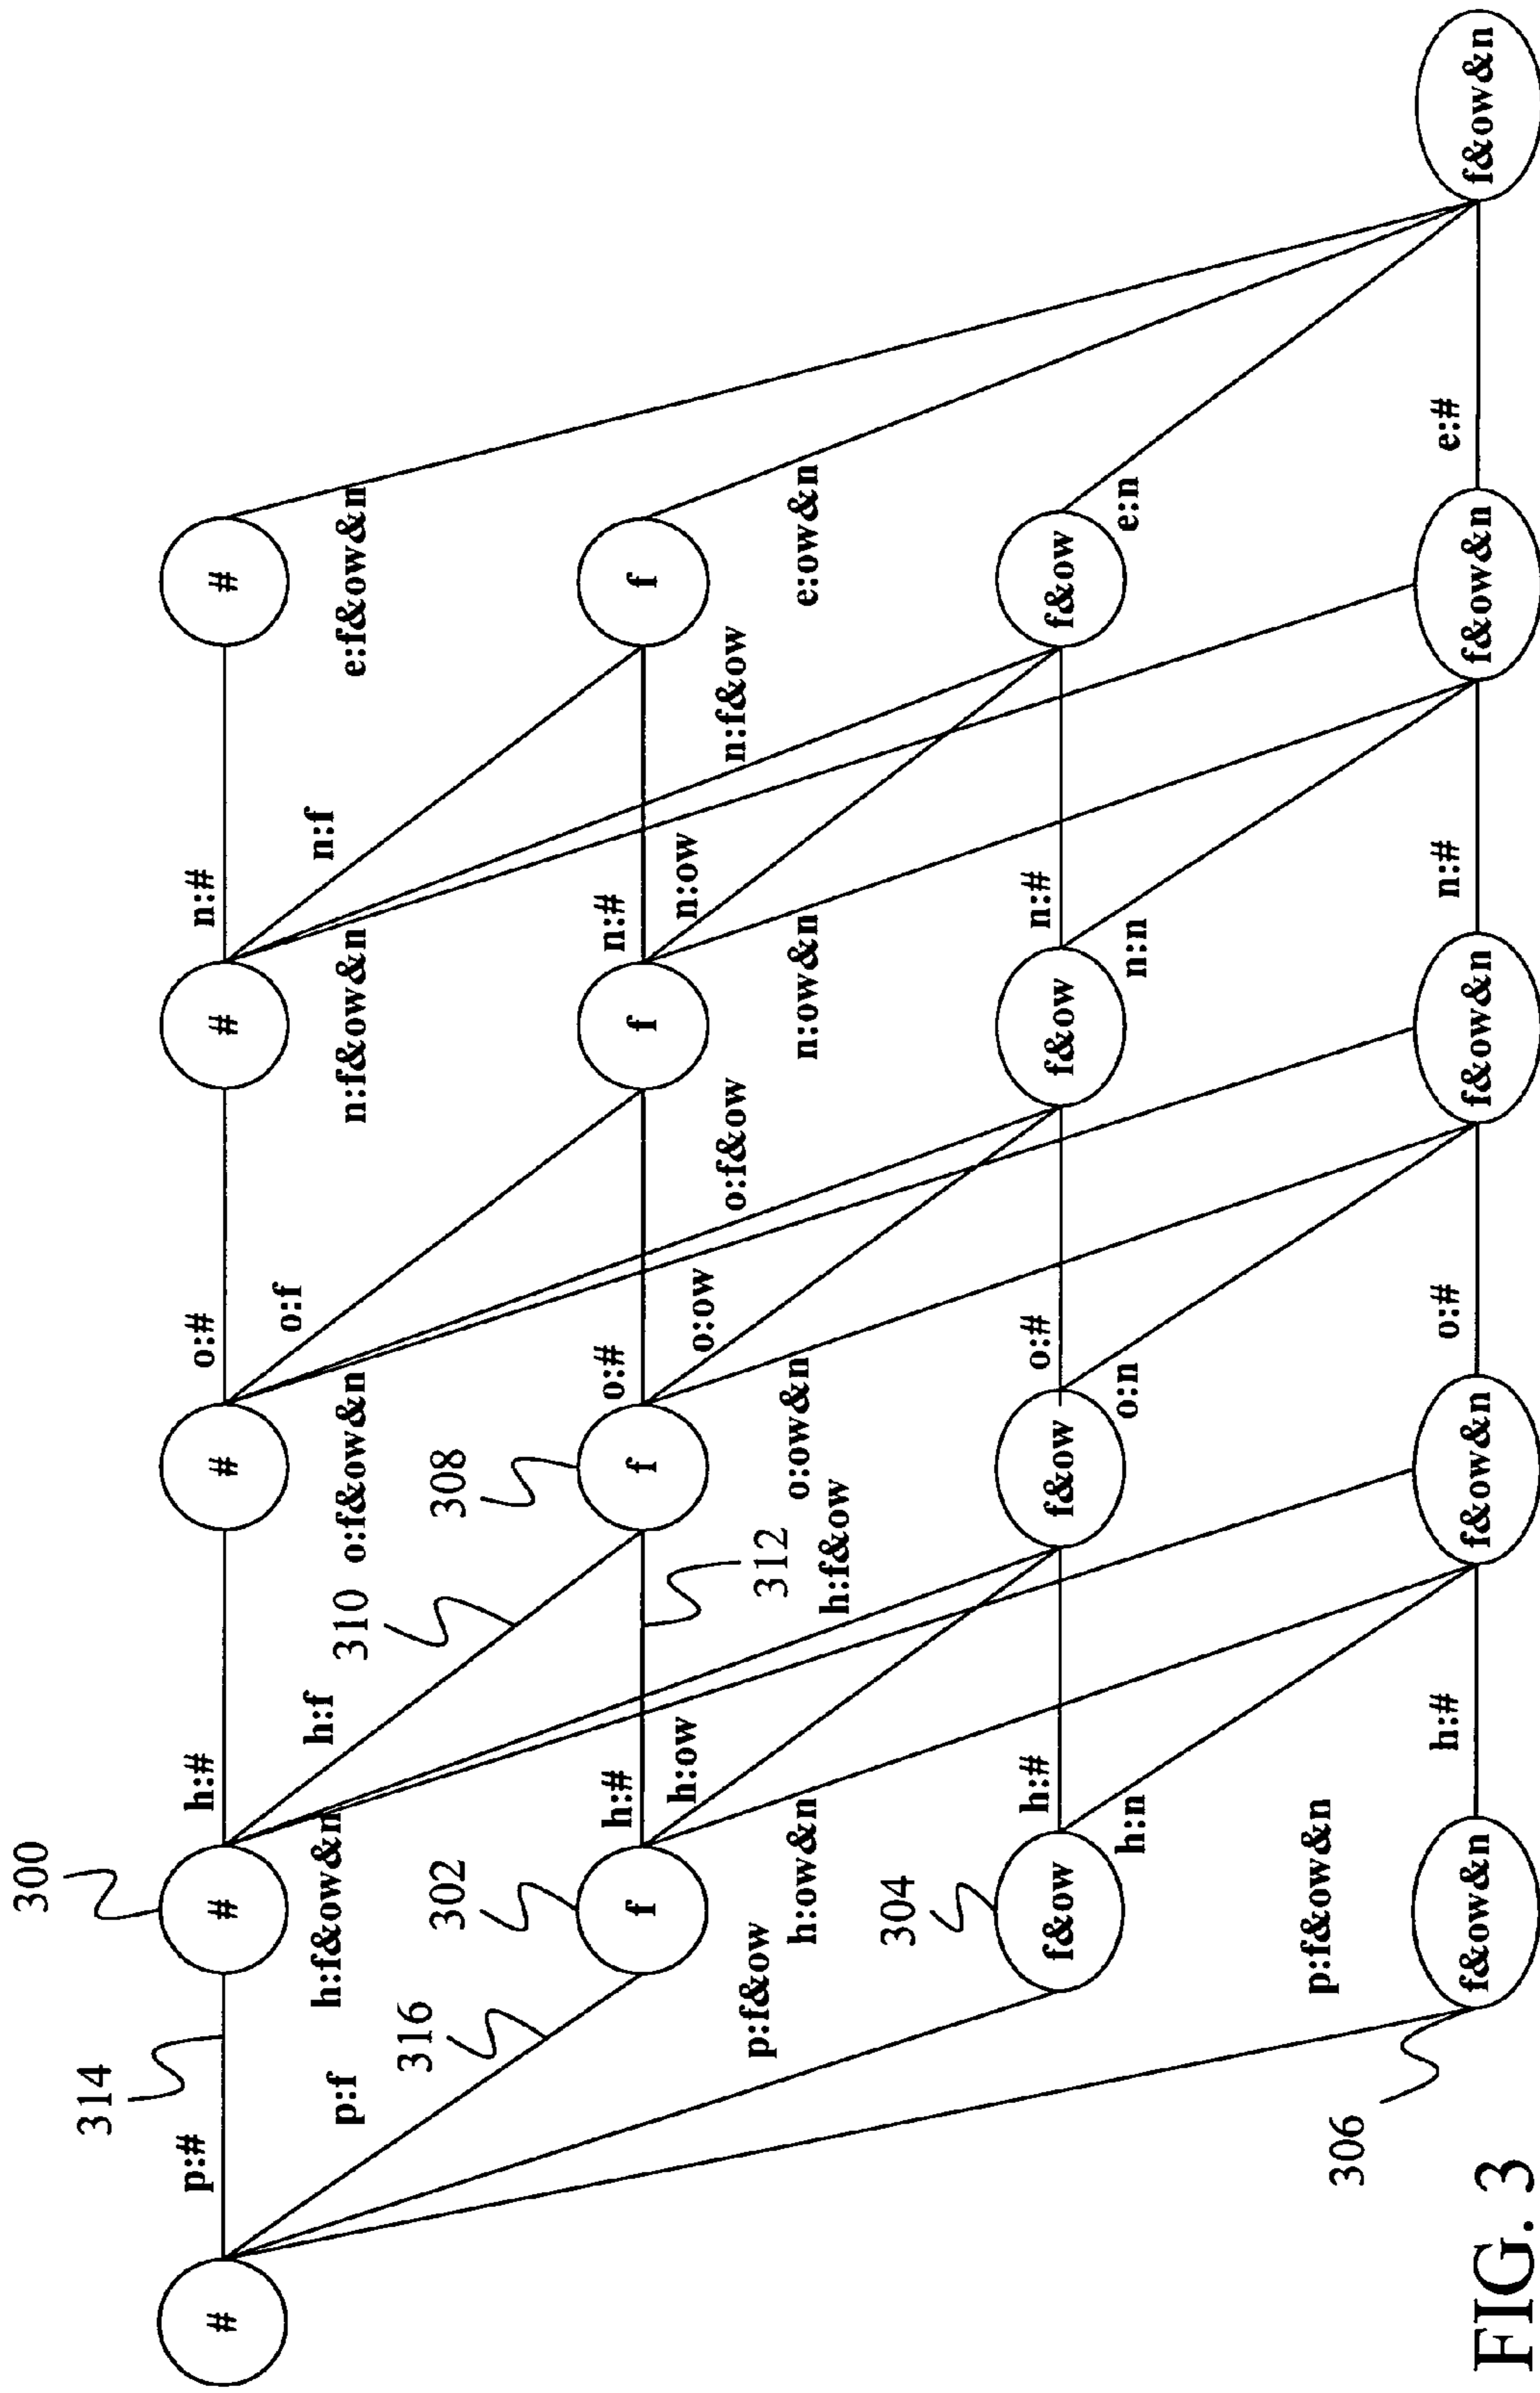 300
314
p:#
h:#
o:#
n:#
#
#
#
#
#
h:f&ow&n
310
o:f&ow&n
n:f&ow&n
e:f&ow&n
p:f
h:f
o:f
n:f
316
302
308
h:#
o:#
n:#
f
f
f
f
h:ow
o:ow
n:ow
p:f&ow
312
o:f&ow
n:f&ow
h:ow&n
h:f&ow
o:ow&n
n:ow&n
e:ow&n
304
h:#
o:#
n:#
f&ow
f&ow
f&ow
f&ow
h:n
o:n
n:n
e:n
p:f&ow&n
306
h:#
o:#
n:#
e:#
f&ow&n
f&ow&n
f&ow&n
f&ow&n
f&ow&n
FIG. 3